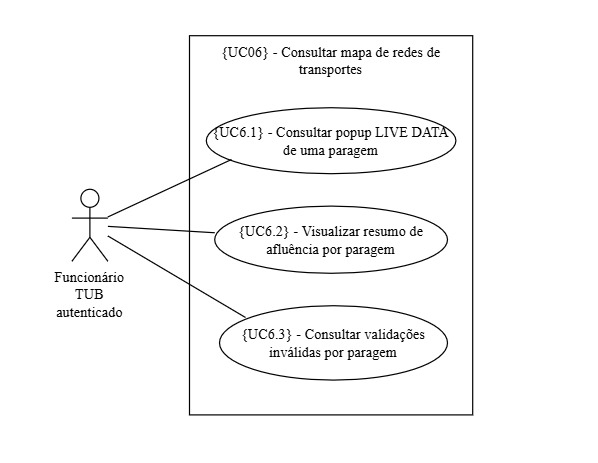 {UC06} - Consultar mapa de redes de
transportes
{UC6.1} - Consultar popup LIVE DATA
de uma paragem
{UC6.2} - Visualizar resumo de
afluência por paragem
Funcionário
TUB
autenticado
{UC6.3} - Consultar validações
inválidas por paragem